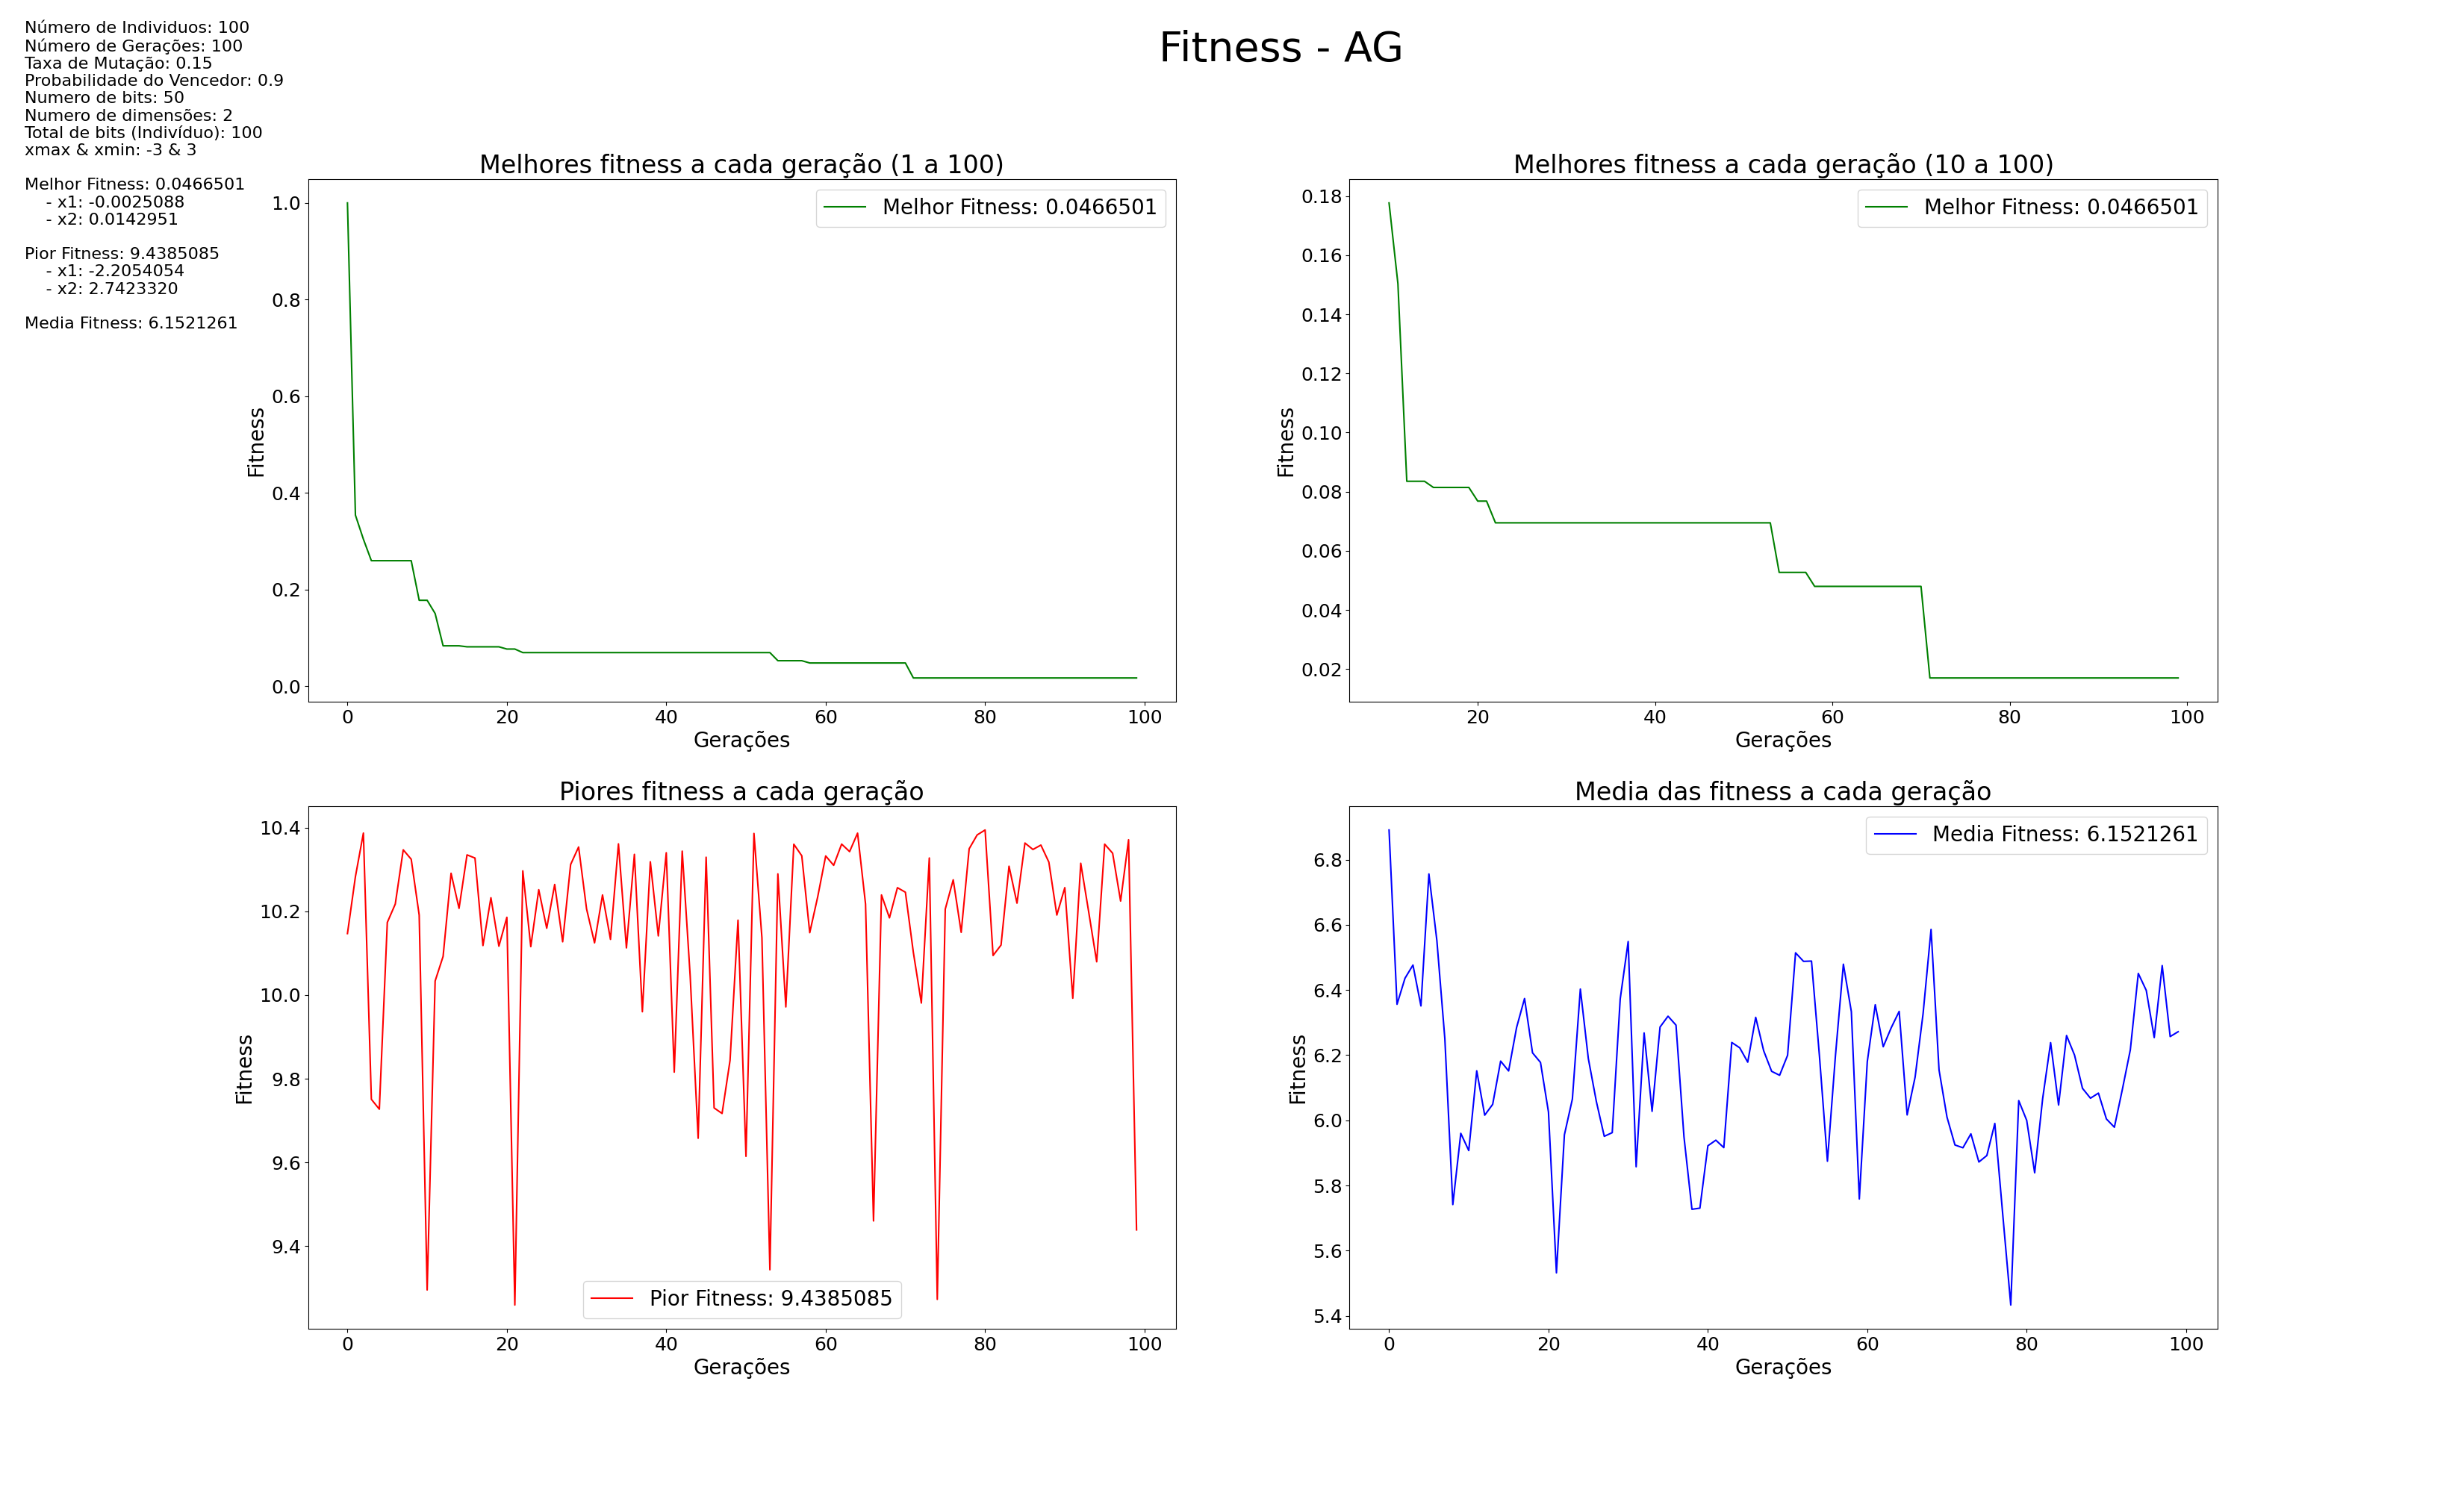 Número de Individuos: 100
Número de Gerações: 100
Taxa de Mutação: 0.15
Probabilidade do Vencedor: 0.9
Numero de bits: 50
Numero de dimensões: 2
Total de bits (Indivíduo): 100
xmax & xmin: -3 & 3
Melhor Fitness: 0.0466501
- x1: -0.0025088
- x2: 0.0142951
Pior Fitness: 9.4385085
- x1: -2.2054054
- x2: 2.7423320
Media Fitness: 6.1521261
Fitness - AG
Melhores fitness a cada geração (1 a 100)
Melhor Fitness: 0.0466501
1.0
0.8
0.6
0.4
0.2
0.0
Fitness
0 20 40 60 80 100
Gerações
Melhores fitness a cada geração (10 a 100)
Melhor Fitness: 0.0466501
0.18
0.16
0.14
0.12
0.10
0.08
0.06
0.04
0.02
Fitness
20 40 60 80 100
Gerações
Piores fitness a cada geração
10.4
10.2
10.0
9.8
9.6
9.4
Fitness
Pior Fitness: 9.4385085
0 20 40 60 80 100
Gerações
Media das fitness a cada geração
Media Fitness: 6.1521261
6.8
6.6
6.4
6.2
6.0
5.8
5.6
5.4
Fitness
0 20 40 60 80 100
Gerações